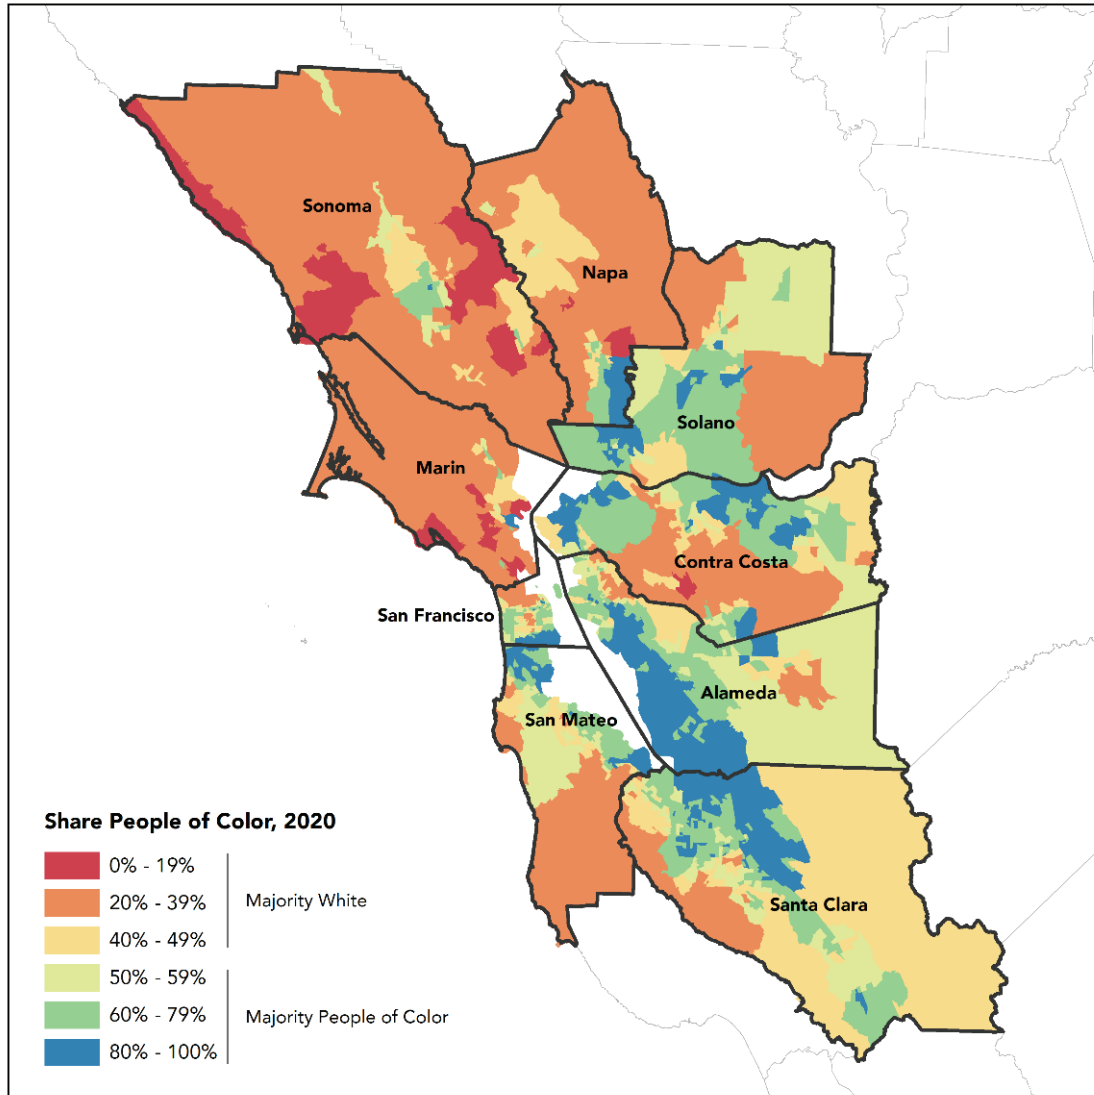 Sonoma
Napa
Solano
Marin
Contra Costa
San Francisco
Alameda
San Mateo
Santa Clara
Share People of Color, 2020
0% - 19%
20% - 39%
Majority White
40% - 49%
50% - 59%
60% - 79%
Majority People of Color
80% - 100%